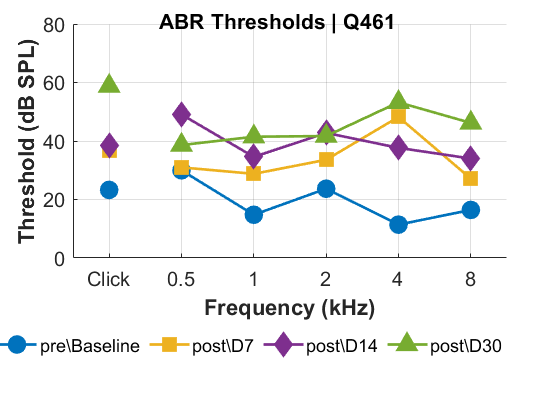 ABR Thresholds | Q461
Threshold (dB SPL)
80
60
40
20
0
Click 0.5 1 2 4 8
Frequency (kHz)
pre\Baseline post\D7 post\D14 post\D30